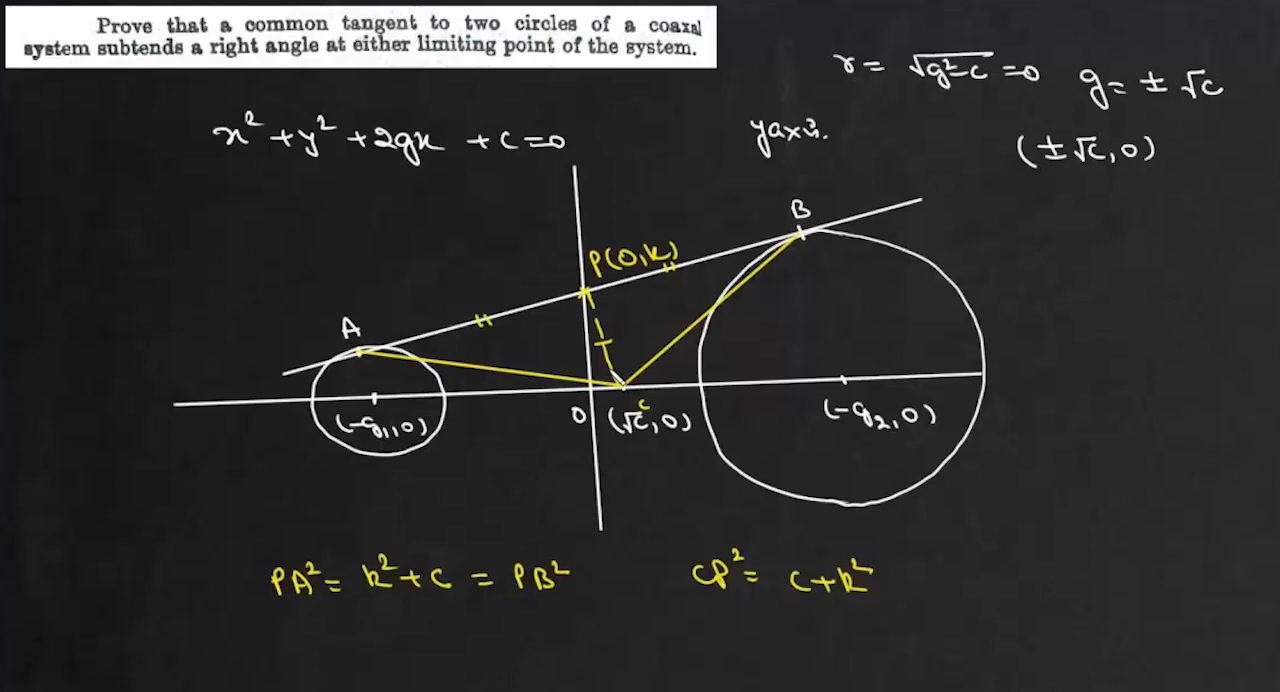 Prove that a common tangent to two circles of a coaxal
system subtends a right angle at either limiting point of the system.
r = √g²-c = 0 g = ± √c
x² + y² + 2gx + c = 0
y axis.
(± √c, 0)
B
P(0, k)
A
(-g₁, 0)
O
(√c, 0)
c
(-g₂, 0)
PA² = k² + c = PB²
CP² = c + k²